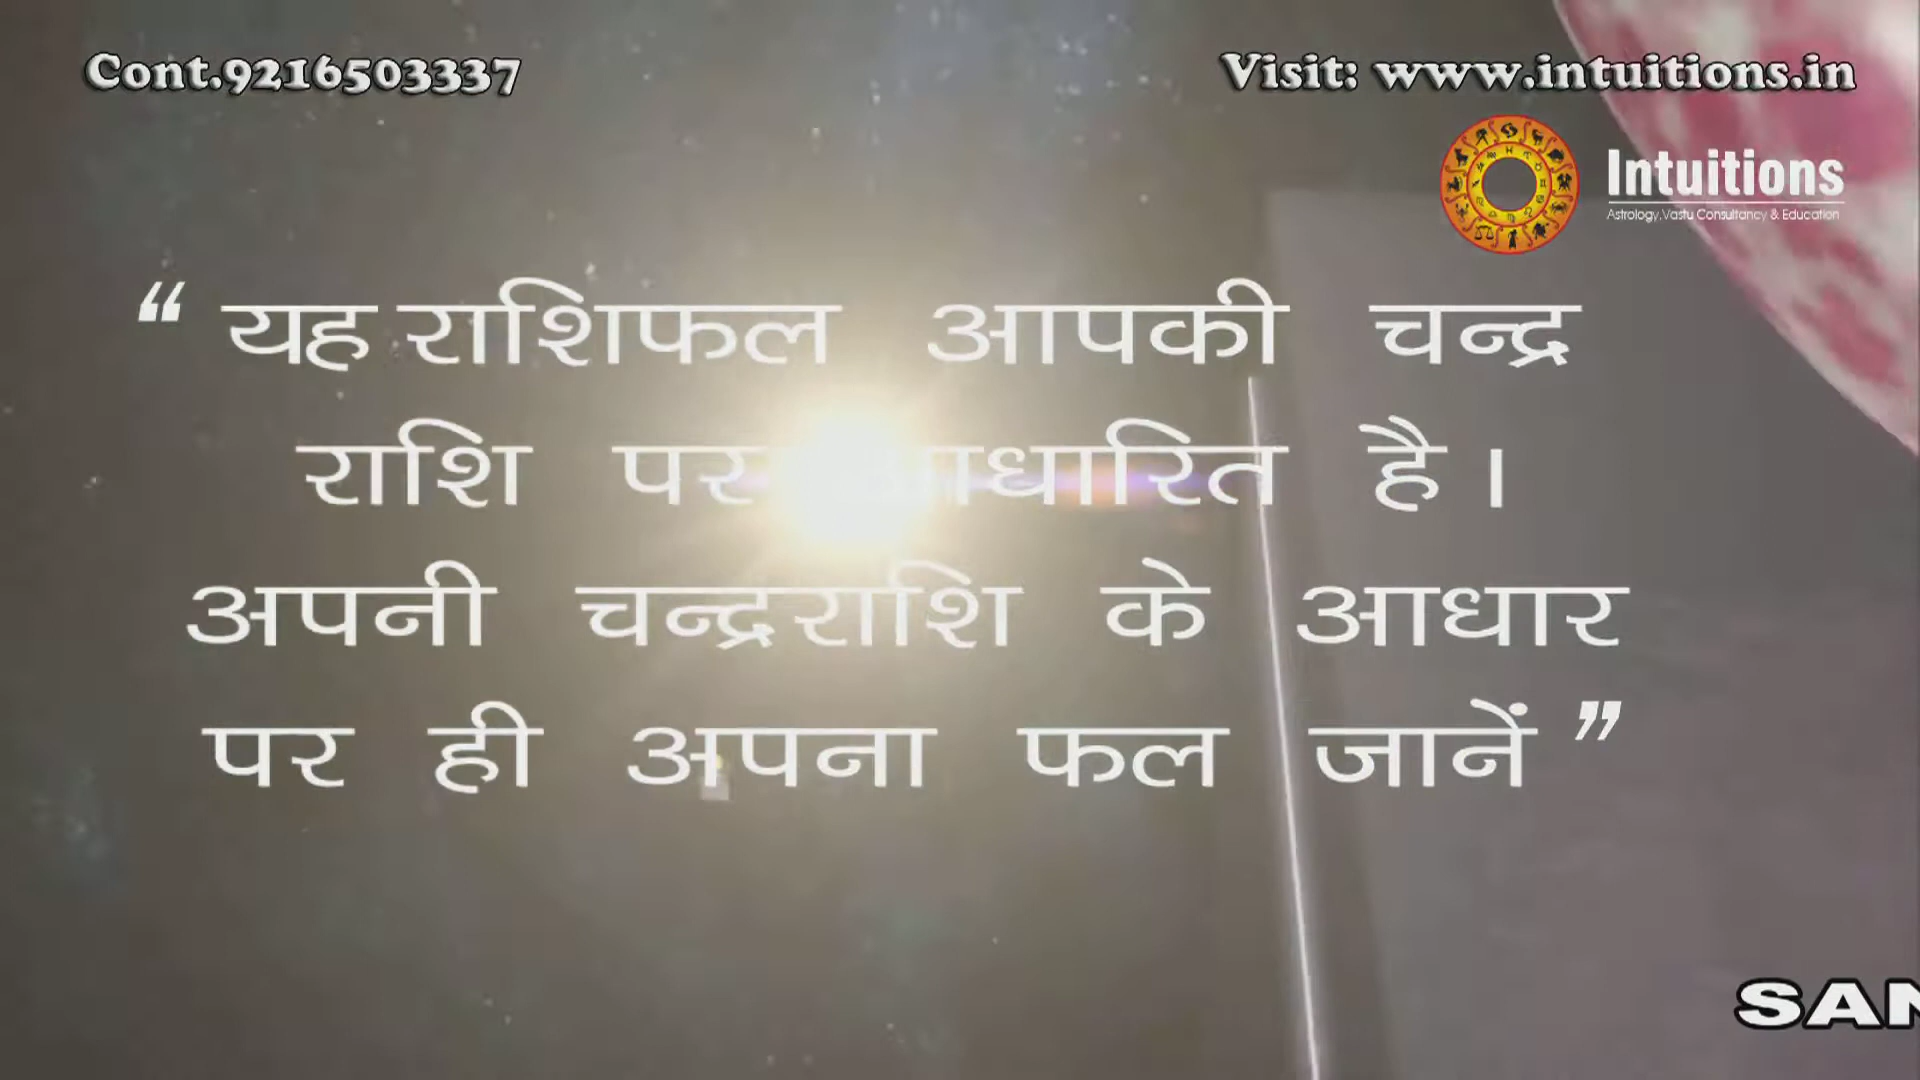 Cont.9216503337
Visit: www.intuitions.in
Intuitions
Astrology,Vastu Consultancy & Education
“ यह राशिफल आपकी चन्द्र
राशि पर आधारित है ।
अपनी चन्द्रराशि के आधार
पर ही अपना फल जानें ”
SAN